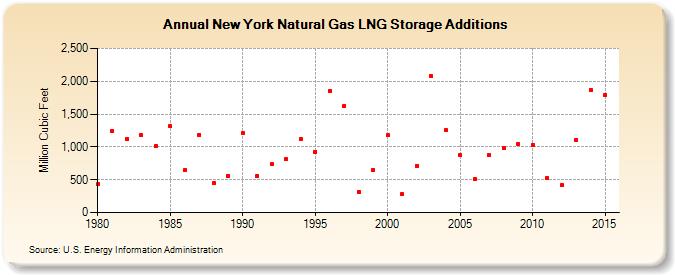 Annual New York Natural Gas LNG Storage Additions
Million Cubic Feet
2,500
2,000
1,500
1,000
500
0
1980 1985 1990 1995 2000 2005 2010 2015
Source: U.S. Energy Information Administration